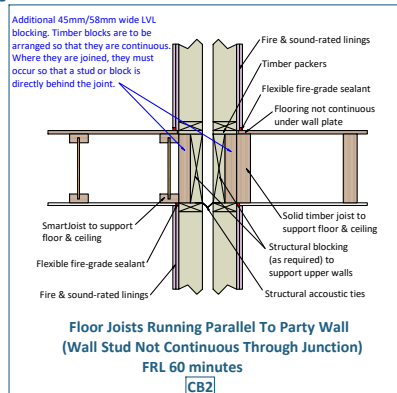 Additional 45mm/58mm wide LVL
blocking. Timber blocks are to be
arranged so that they are continuous.
Where they are joined, they must
occur so that a stud or block is
directly behind the joint.
Fire & sound-rated linings
Timber packers
Flexible fire-grade sealant
Flooring not continuous
under wall plate
SmartJoist to support
floor & ceiling
Flexible fire-grade sealant
Fire & sound-rated linings
Solid timber joist to
support floor & ceiling
Structural blocking
(as required) to
support upper walls
Structural accoustic ties
Floor Joists Running Parallel To Party Wall
(Wall Stud Not Continuous Through Junction)
FRL 60 minutes
CB2